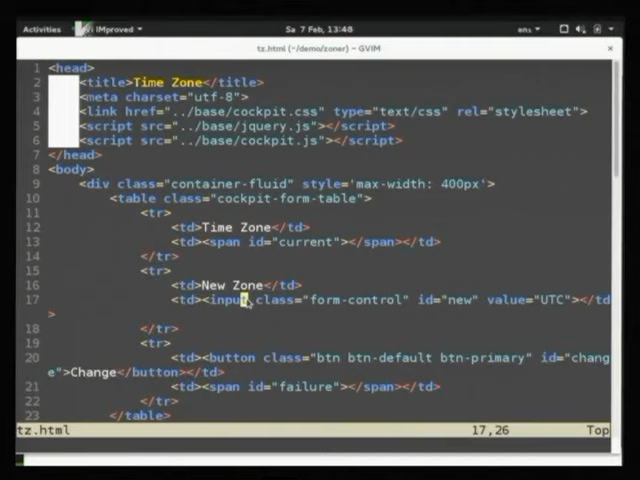 Activities Vi IMproved Sa 7 Feb, 13:48 en1
tz.html (~/demo/zoner) - GVIM
1 <head>
2 <title>Time Zone</title>
3 <meta charset="utf-8">
4 <link href="../base/cockpit.css" type="text/css" rel="stylesheet">
5 <script src="../base/jquery.js"></script>
6 <script src="../base/cockpit.js"></script>
7 </head>
8 <body>
9 <div class="container-fluid" style='max-width: 400px'>
10 <table class="cockpit-form-table">
11 <tr>
12 <td>Time Zone</td>
13 <td><span id="current"></span></td>
14 </tr>
15 <tr>
16 <td>New Zone</td>
17 <td><input class="form-control" id="new" value="UTC"></td
>
18 </tr>
19 <tr>
20 <td><button class="btn btn-default btn-primary" id="chang
e">Change</button></td>
21 <td><span id="failure"></span></td>
22 </tr>
23 </table>
tz.html 17,26 Top